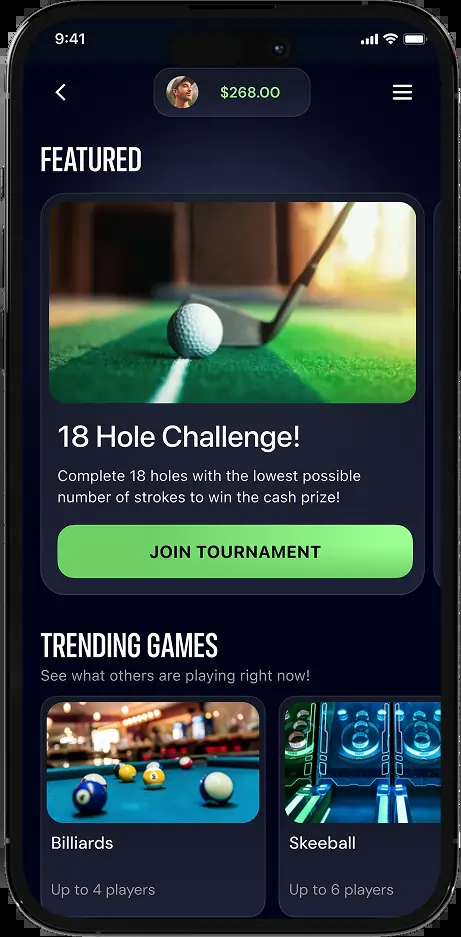 9:41
$268.00
FEATURED
18 Hole Challenge!
Complete 18 holes with the lowest possible
number of strokes to win the cash prize!
JOIN TOURNAMENT
TRENDING GAMES
See what others are playing right now!
Billiards
Skeeball
Up to 4 players
Up to 6 players